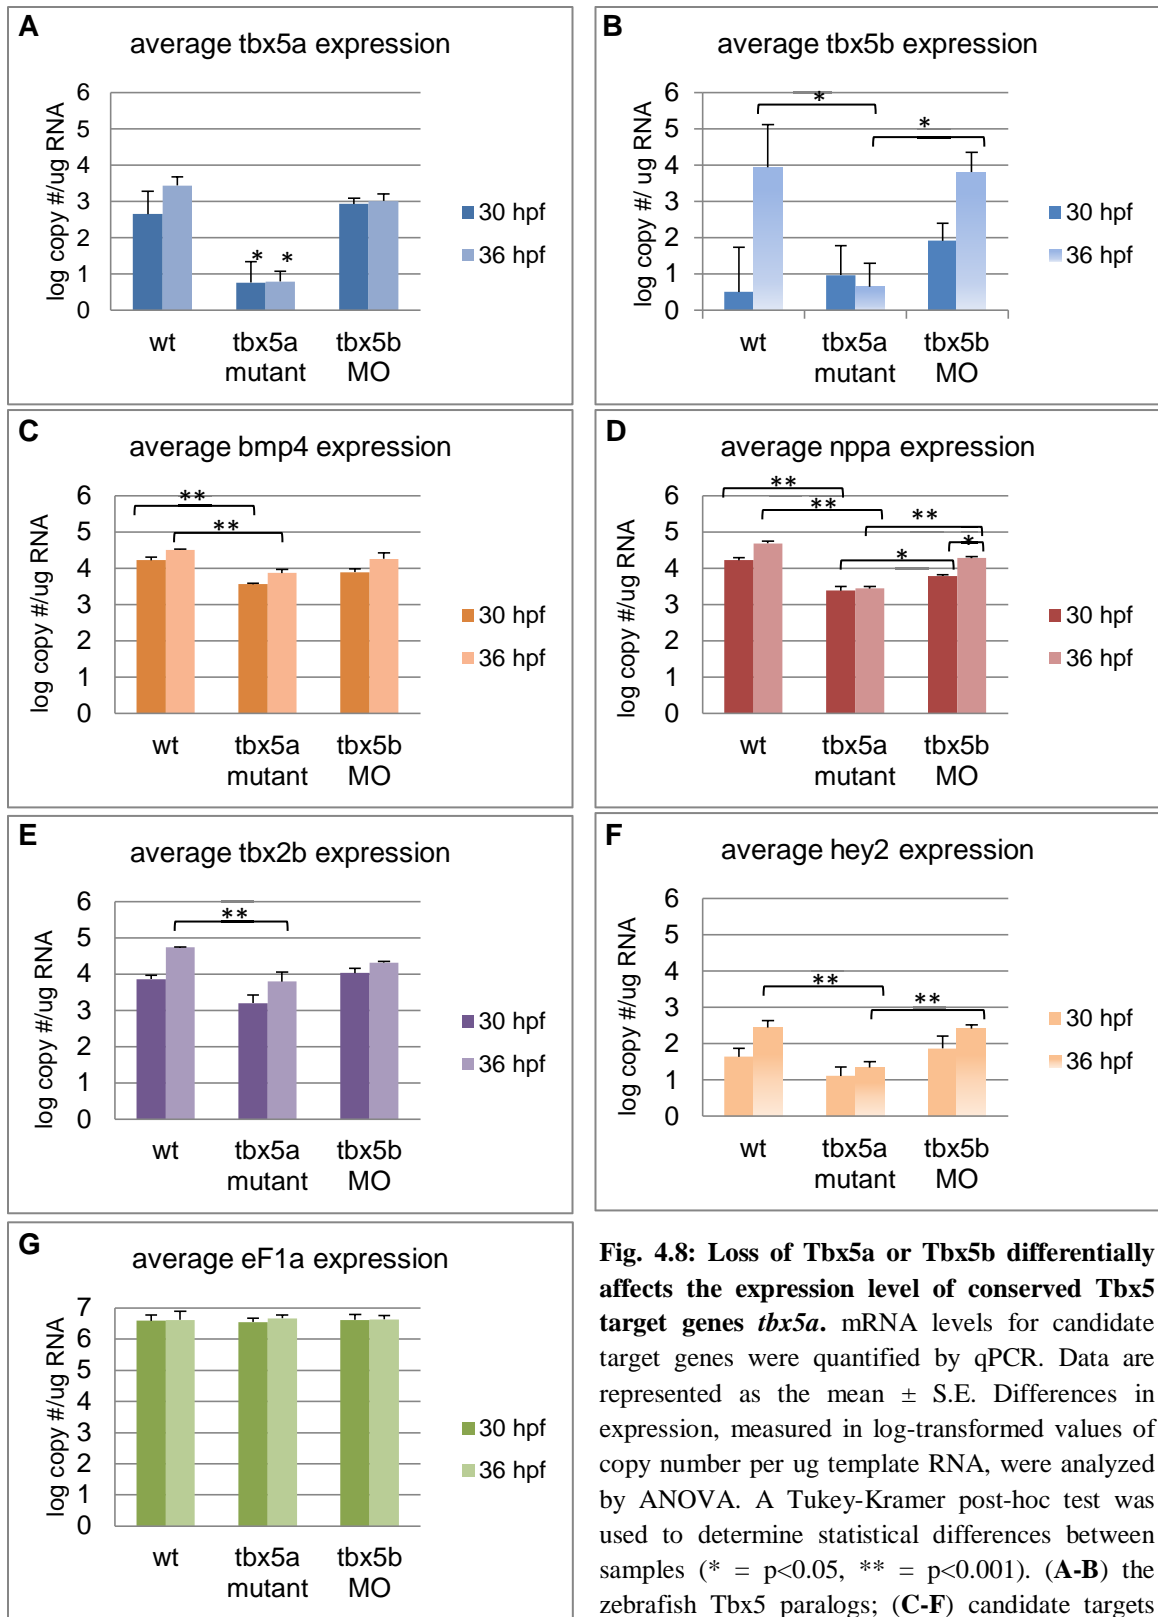 A
average tbx5a expression
log copy #/ug RNA
6
5
4
3
2
1
0
* *
wt
tbx5a mutant
tbx5b MO
30 hpf
36 hpf
B
average tbx5b expression
log copy #/ ug RNA
6
5
4
3
2
1
0
*
*
wt
tbx5a mutant
tbx5b MO
30 hpf
36 hpf
C
average bmp4 expression
log copy #/ug RNA
6
5
4
3
2
1
0
**
**
wt
tbx5a mutant
tbx5b MO
30 hpf
36 hpf
D
average nppa expression
log copy #/ug RNA
6
5
4
3
2
1
0
**
**
**
*
*
wt
tbx5a mutant
tbx5b MO
30 hpf
36 hpf
E
average tbx2b expression
log copy #/ug RNA
6
5
4
3
2
1
0
**
wt
tbx5a mutant
tbx5b MO
30 hpf
36 hpf
F
average hey2 expression
log copy #/ug RNA
6
5
4
3
2
1
0
**
**
wt
tbx5a mutant
tbx5b MO
30 hpf
36 hpf
G
average eF1a expression
log copy #/ug RNA
7
6
5
4
3
2
1
0
wt
tbx5a mutant
tbx5b MO
30 hpf
36 hpf
Fig. 4.8: Loss of Tbx5a or Tbx5b differentially
affects the expression level of conserved Tbx5
target genes tbx5a. mRNA levels for candidate
target genes were quantified by qPCR. Data are
represented as the mean ± S.E. Differences in
expression, measured in log-transformed values of
copy number per ug template RNA, were analyzed
by ANOVA. A Tukey-Kramer post-hoc test was
used to determine statistical differences between
samples (* = p<0.05, ** = p<0.001). (A-B) the
zebrafish Tbx5 paralogs; (C-F) candidate targets